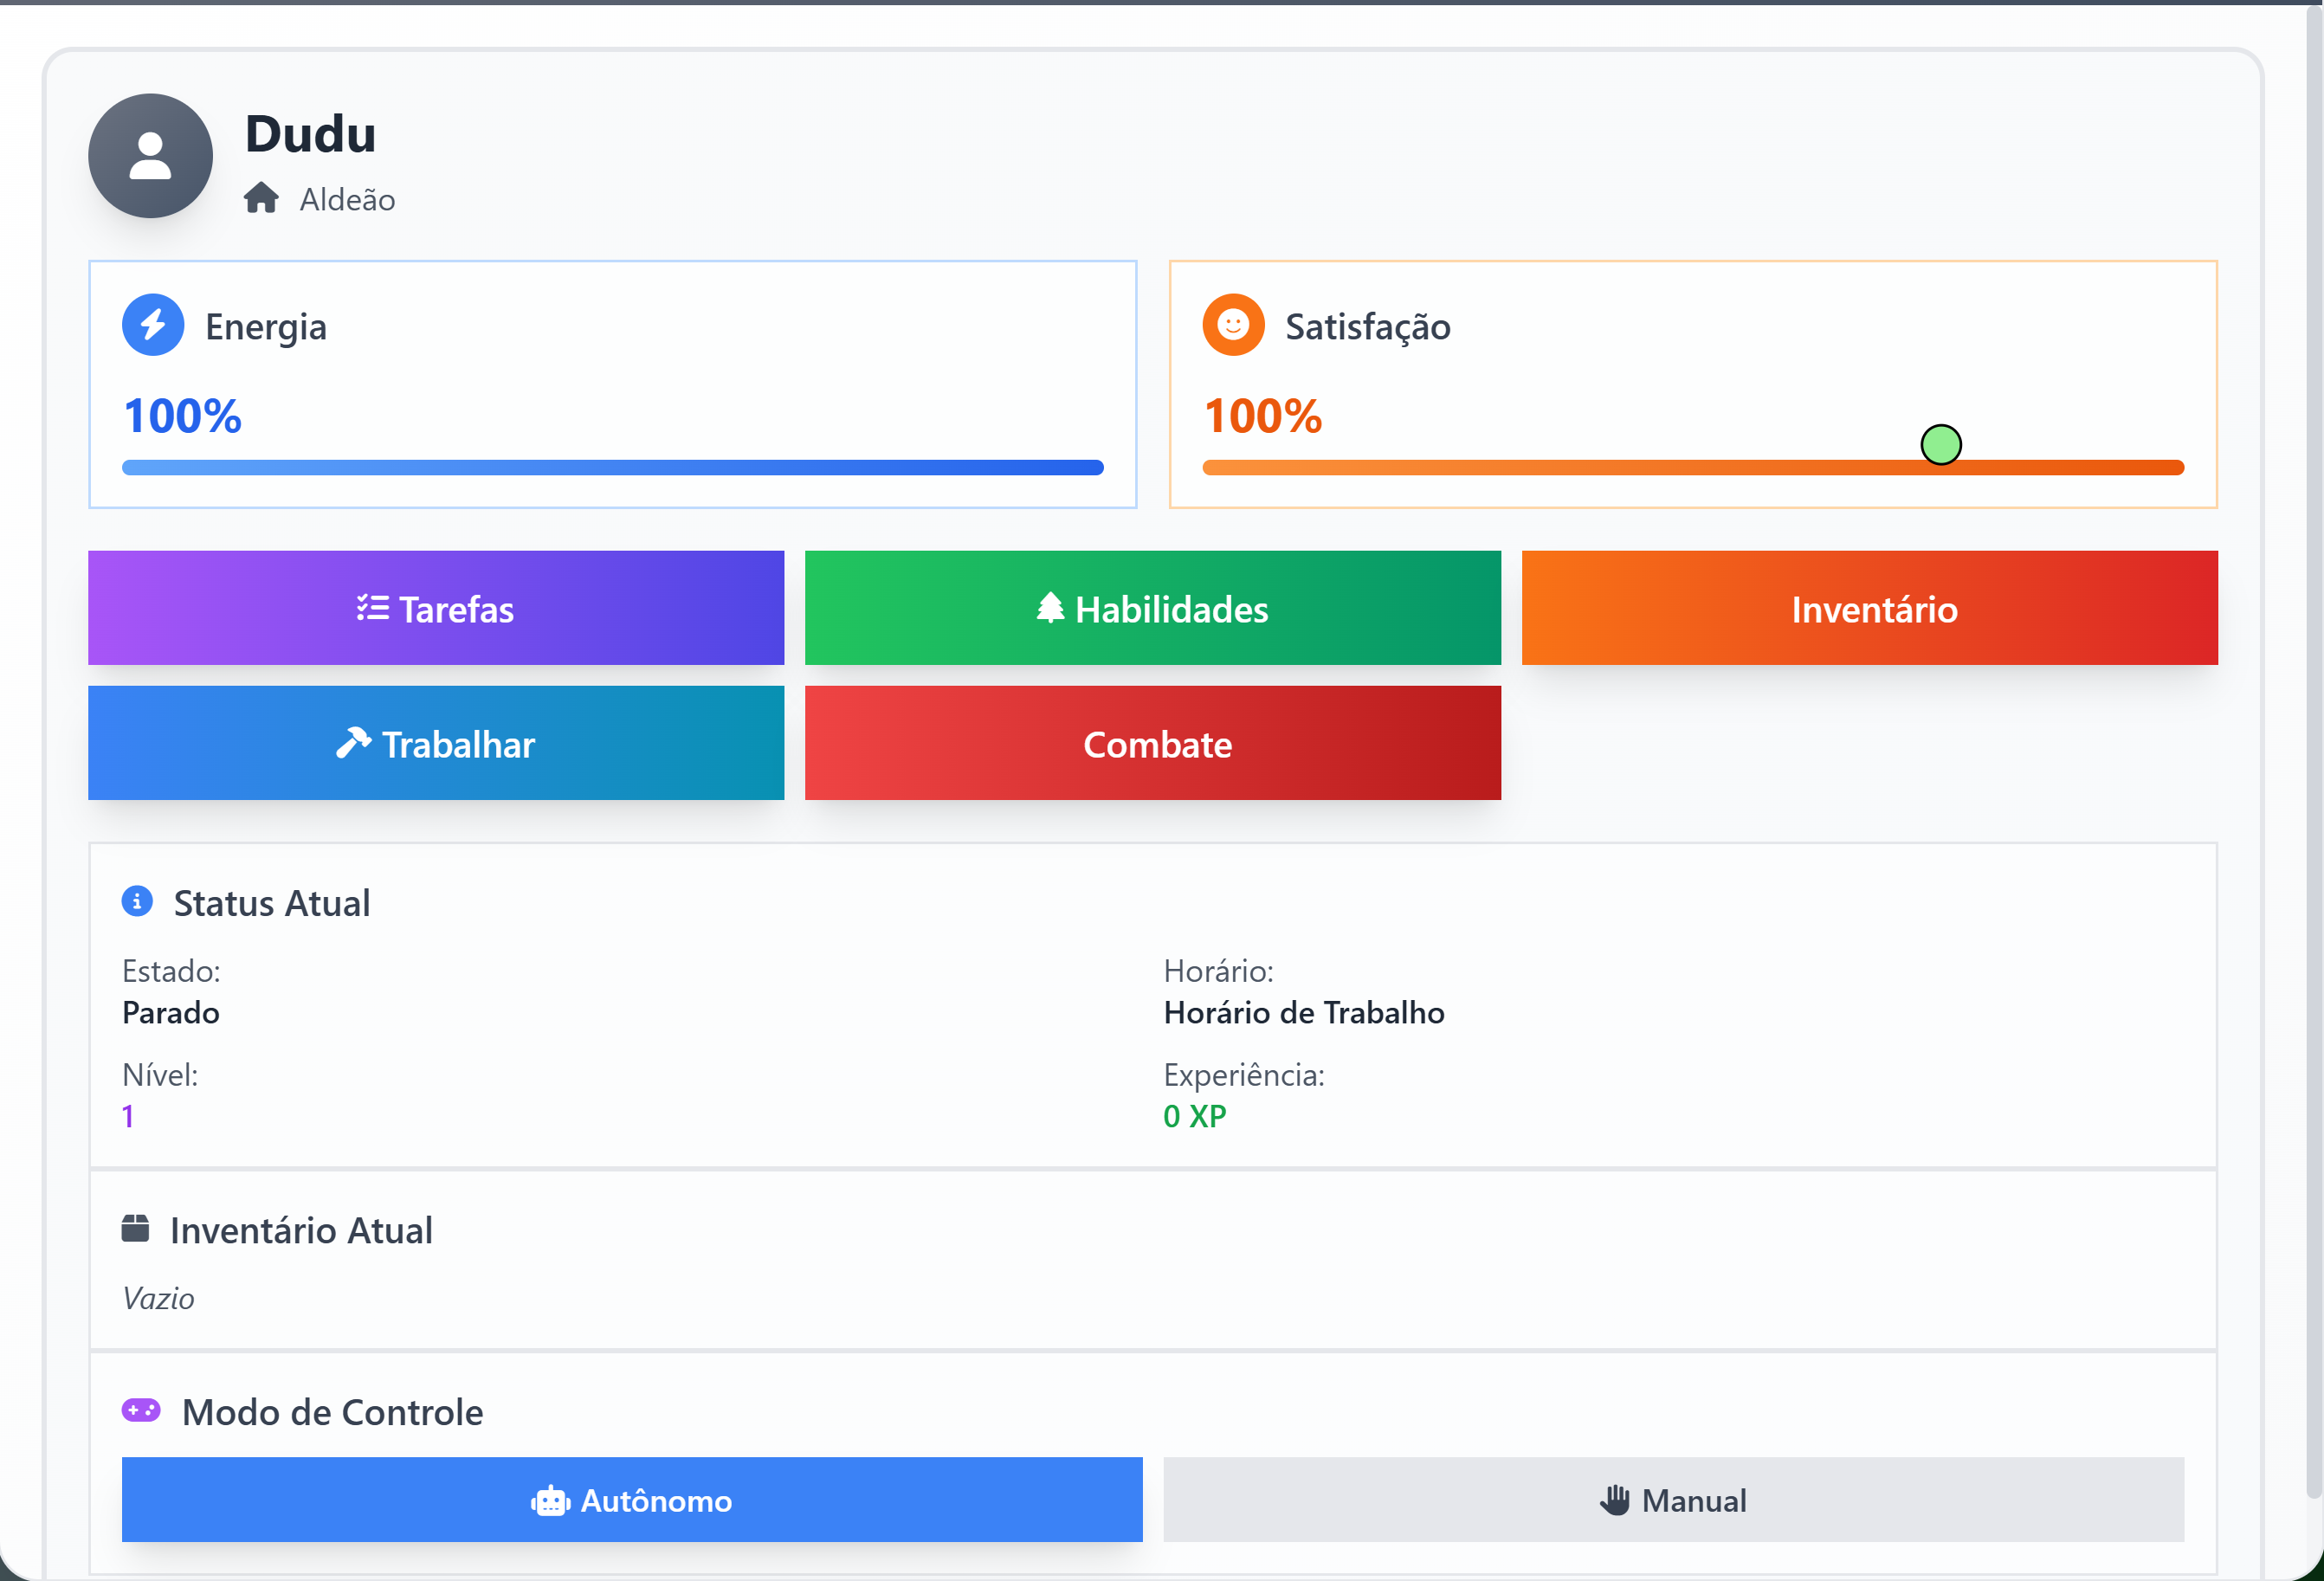 Dudu
Aldeão
Energia
100%
Satisfação
100%
Tarefas
Habilidades
Inventário
Trabalhar
Combate
Status Atual
Estado:
Parado
Horário:
Horário de Trabalho
Nível:
1
Experiência:
0 XP
Inventário Atual
Vazio
Modo de Controle
Autônomo
Manual